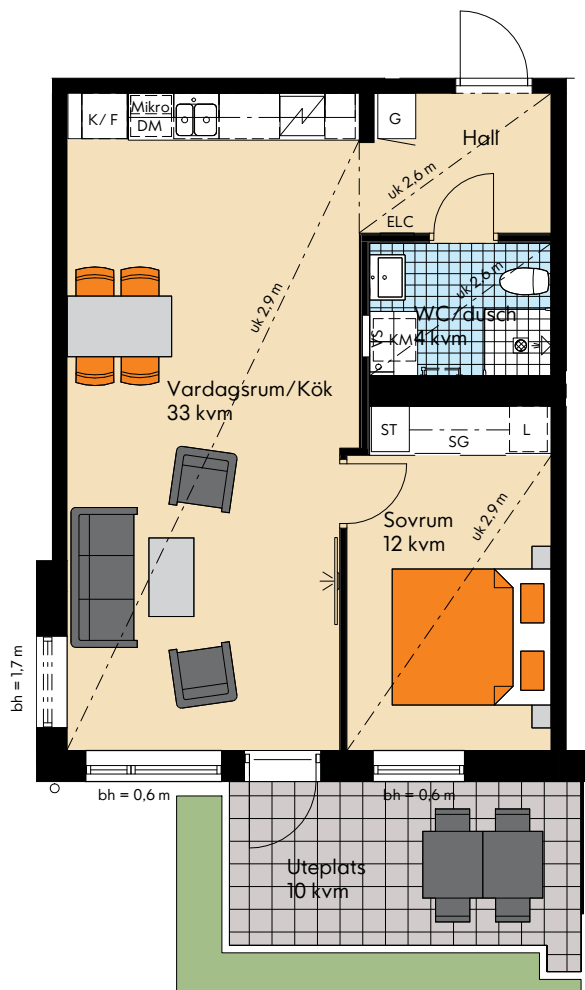 K/F
Mikro
DM
G
Hall
uk 2,6 m
ELC
uk 2,6 m
WC/dusch
4 kvm
VS
KM
uk 2,9 m
Vardagsrum/Kök
33 kvm
ST
SG
L
uk 2,9 m
Sovrum
12 kvm
bh = 1,7 m
bh = 0,6 m
bh = 0,6 m
Uteplats
10 kvm